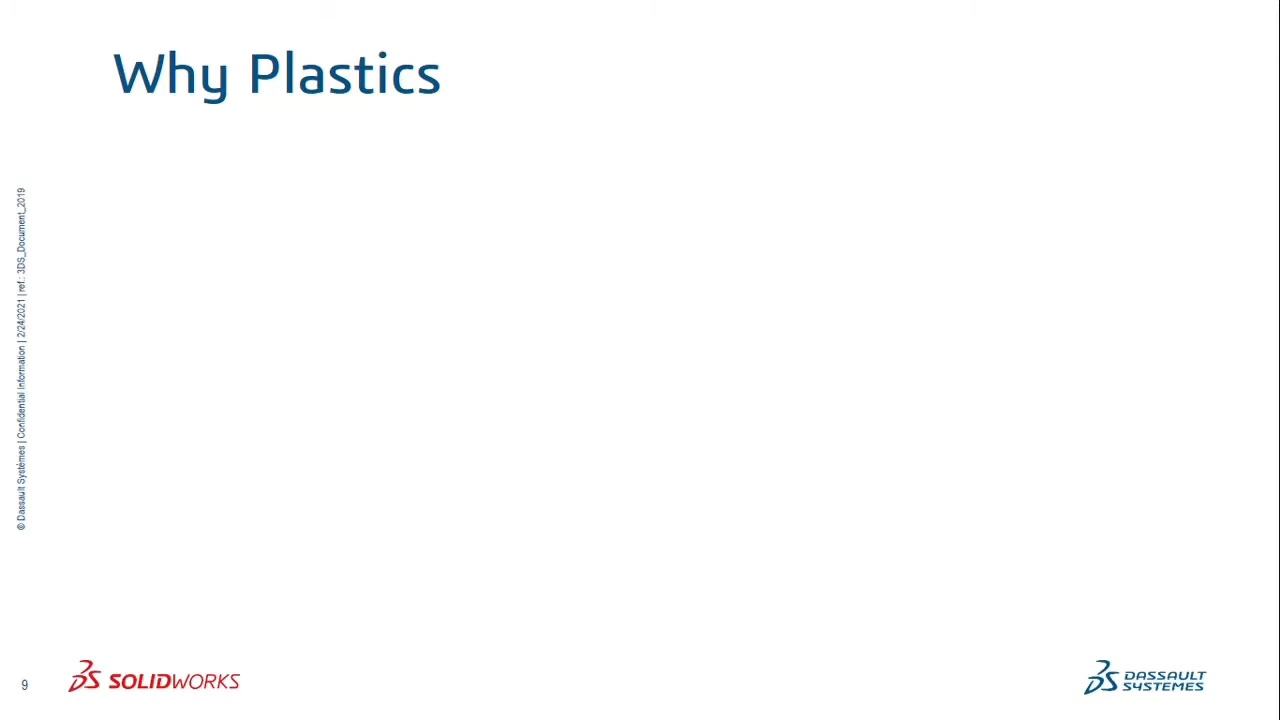 Why Plastics
© Dassault Systèmes | Confidential Information | 2/24/2021 | ref.: 3DS_Document_2019
9
SOLIDWORKS
DASSAULT
SYSTEMES